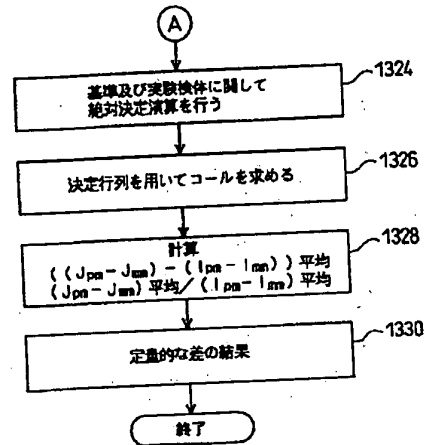 A
基準及び実験検体に関して
絶対決定演算を行う
1324
決定行列を用いてコールを求める
1326
計算
((Jpm−Jmm)−(Ipm−Imm))平均
(Jpm−Jmm)平均／(Ipm−Imm)平均
1328
定量的な差の結果
1330
終了